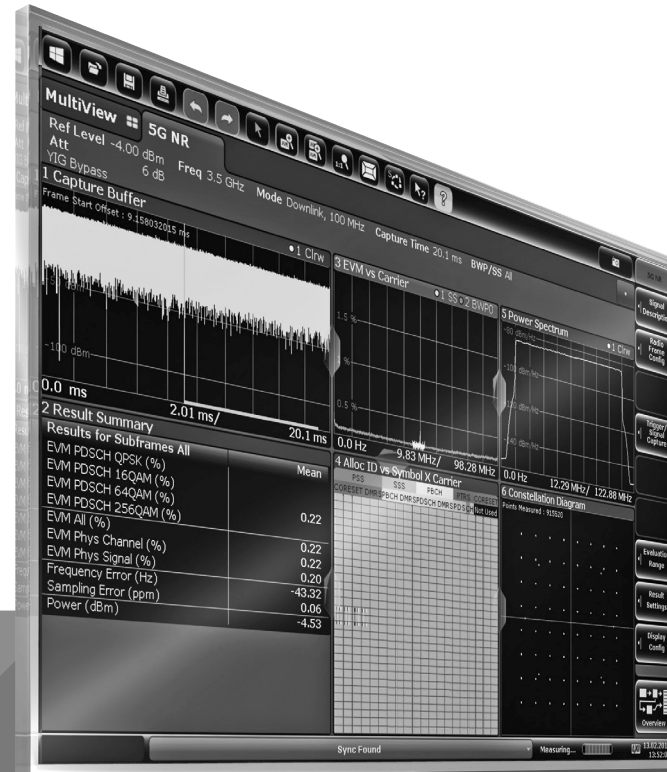 MultiView
5G NR
Ref Level -4.00 dBm
Att 6 dB Freq 3.5 GHz Mode Downlink, 100 MHz Capture Time 20.1 ms BWP/SS All
YIG Bypass
1 Capture Buffer
Frame Start Offset : 9.158032015 ms
1 Clrw
-100 dBm
0.0 ms
2.01 ms/
20.1 ms
3 EVM vs Carrier
1 SS 2 BWP0
1.5 %
1 %
0.5 %
0.0 Hz
9.83 MHz/
98.28 MHz
5 Power Spectrum
1 Clrw
-80 dBm/Hz
-100 dBm/Hz
0.0 Hz
12.29 MHz/
122.88 MHz
2 Result Summary
Results for Subframes All
Mean
EVM PDSCH QPSK (%)
EVM PDSCH 16QAM (%)
EVM PDSCH 64QAM (%)
EVM PDSCH 256QAM (%) 0.22
EVM All (%) 0.22
EVM Phys Channel (%) 0.22
EVM Phys Signal (%) 0.20
Frequency Error (Hz) -43.32
Sampling Error (ppm) 0.06
Power (dBm) -4.53
4 Alloc ID vs Symbol X Carrier
PSS SSS PBCH PTRS CORESET
CORESET DMRS PBCH DMRS PDSCH DMRS PDSCH Not Used
6 Constellation Diagram
Points Measured : 915520
5G NR
Signal
Description
Radio
Frame
Config
Trigger/
Signal
Capture
Evaluation
Range
Result
Settings
Display
Config
Overview
Sync Found
Measuring...